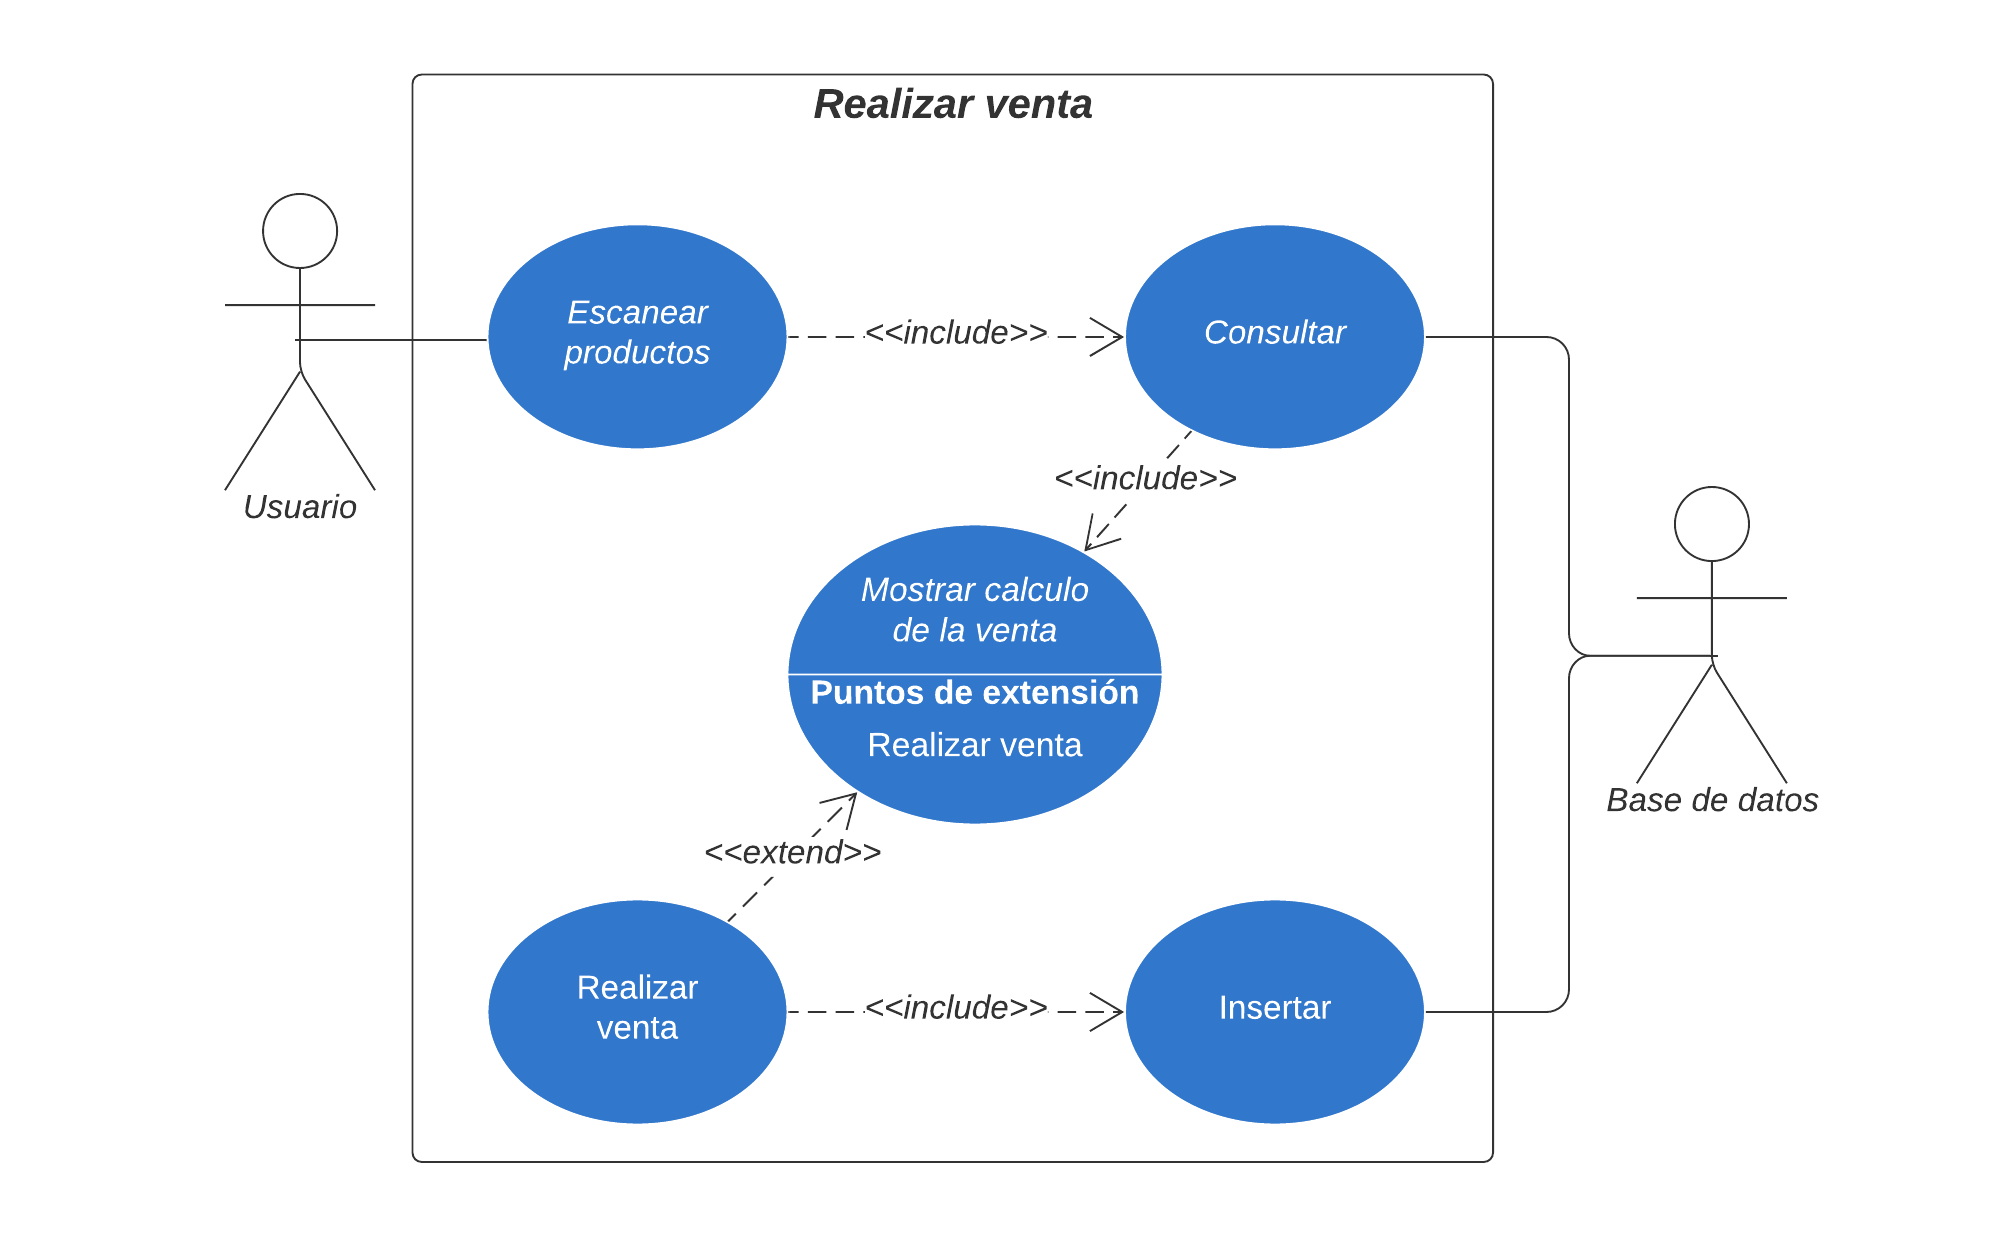 Realizar venta
Escanear
productos
<<include>>
Consultar
Usuario
<<include>>
Mostrar calculo
de la venta
Puntos de extensión
Realizar venta
Base de datos
<<extend>>
Realizar
venta
<<include>>
Insertar